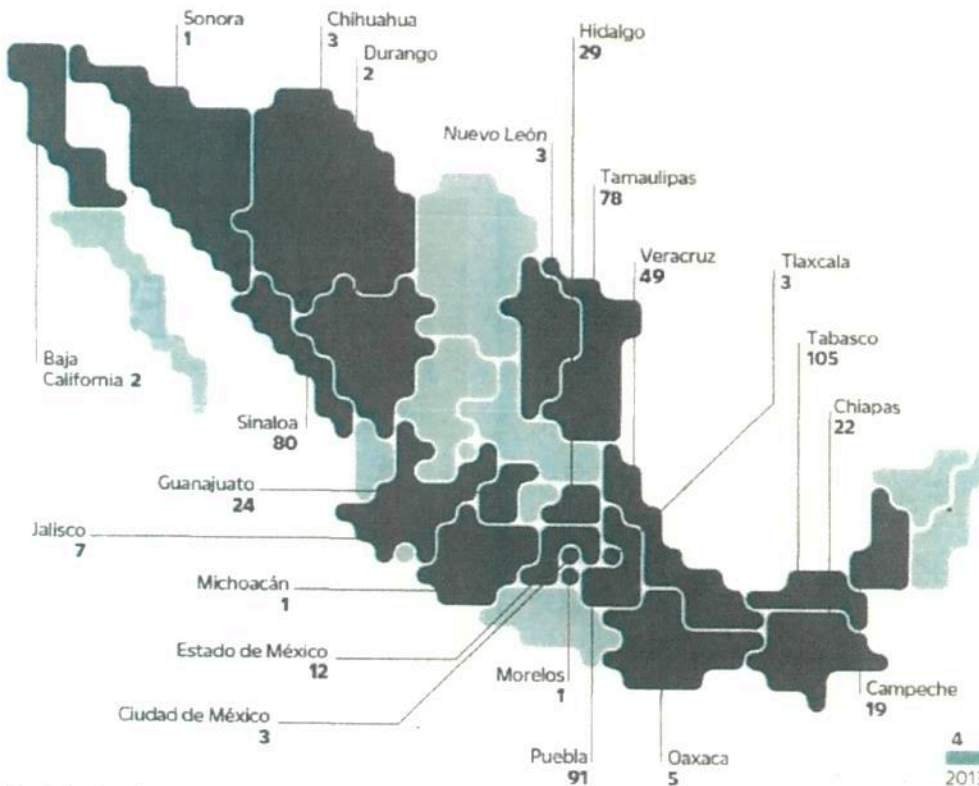 Sonora
1
Chihuahua
3
Durango
2
Hidalgo
29
Nuevo León
3
Tamaulipas
78
Veracruz
49
Tlaxcala
3
Tabasco
105
Chiapas
22
Baja
California 2
Sinaloa
80
Guanajuato
24
Jalisco
7
Michoacán
1
Estado de México
12
Ciudad de México
3
Morelos
1
Puebla
91
Oaxaca
5
Campeche
19
4